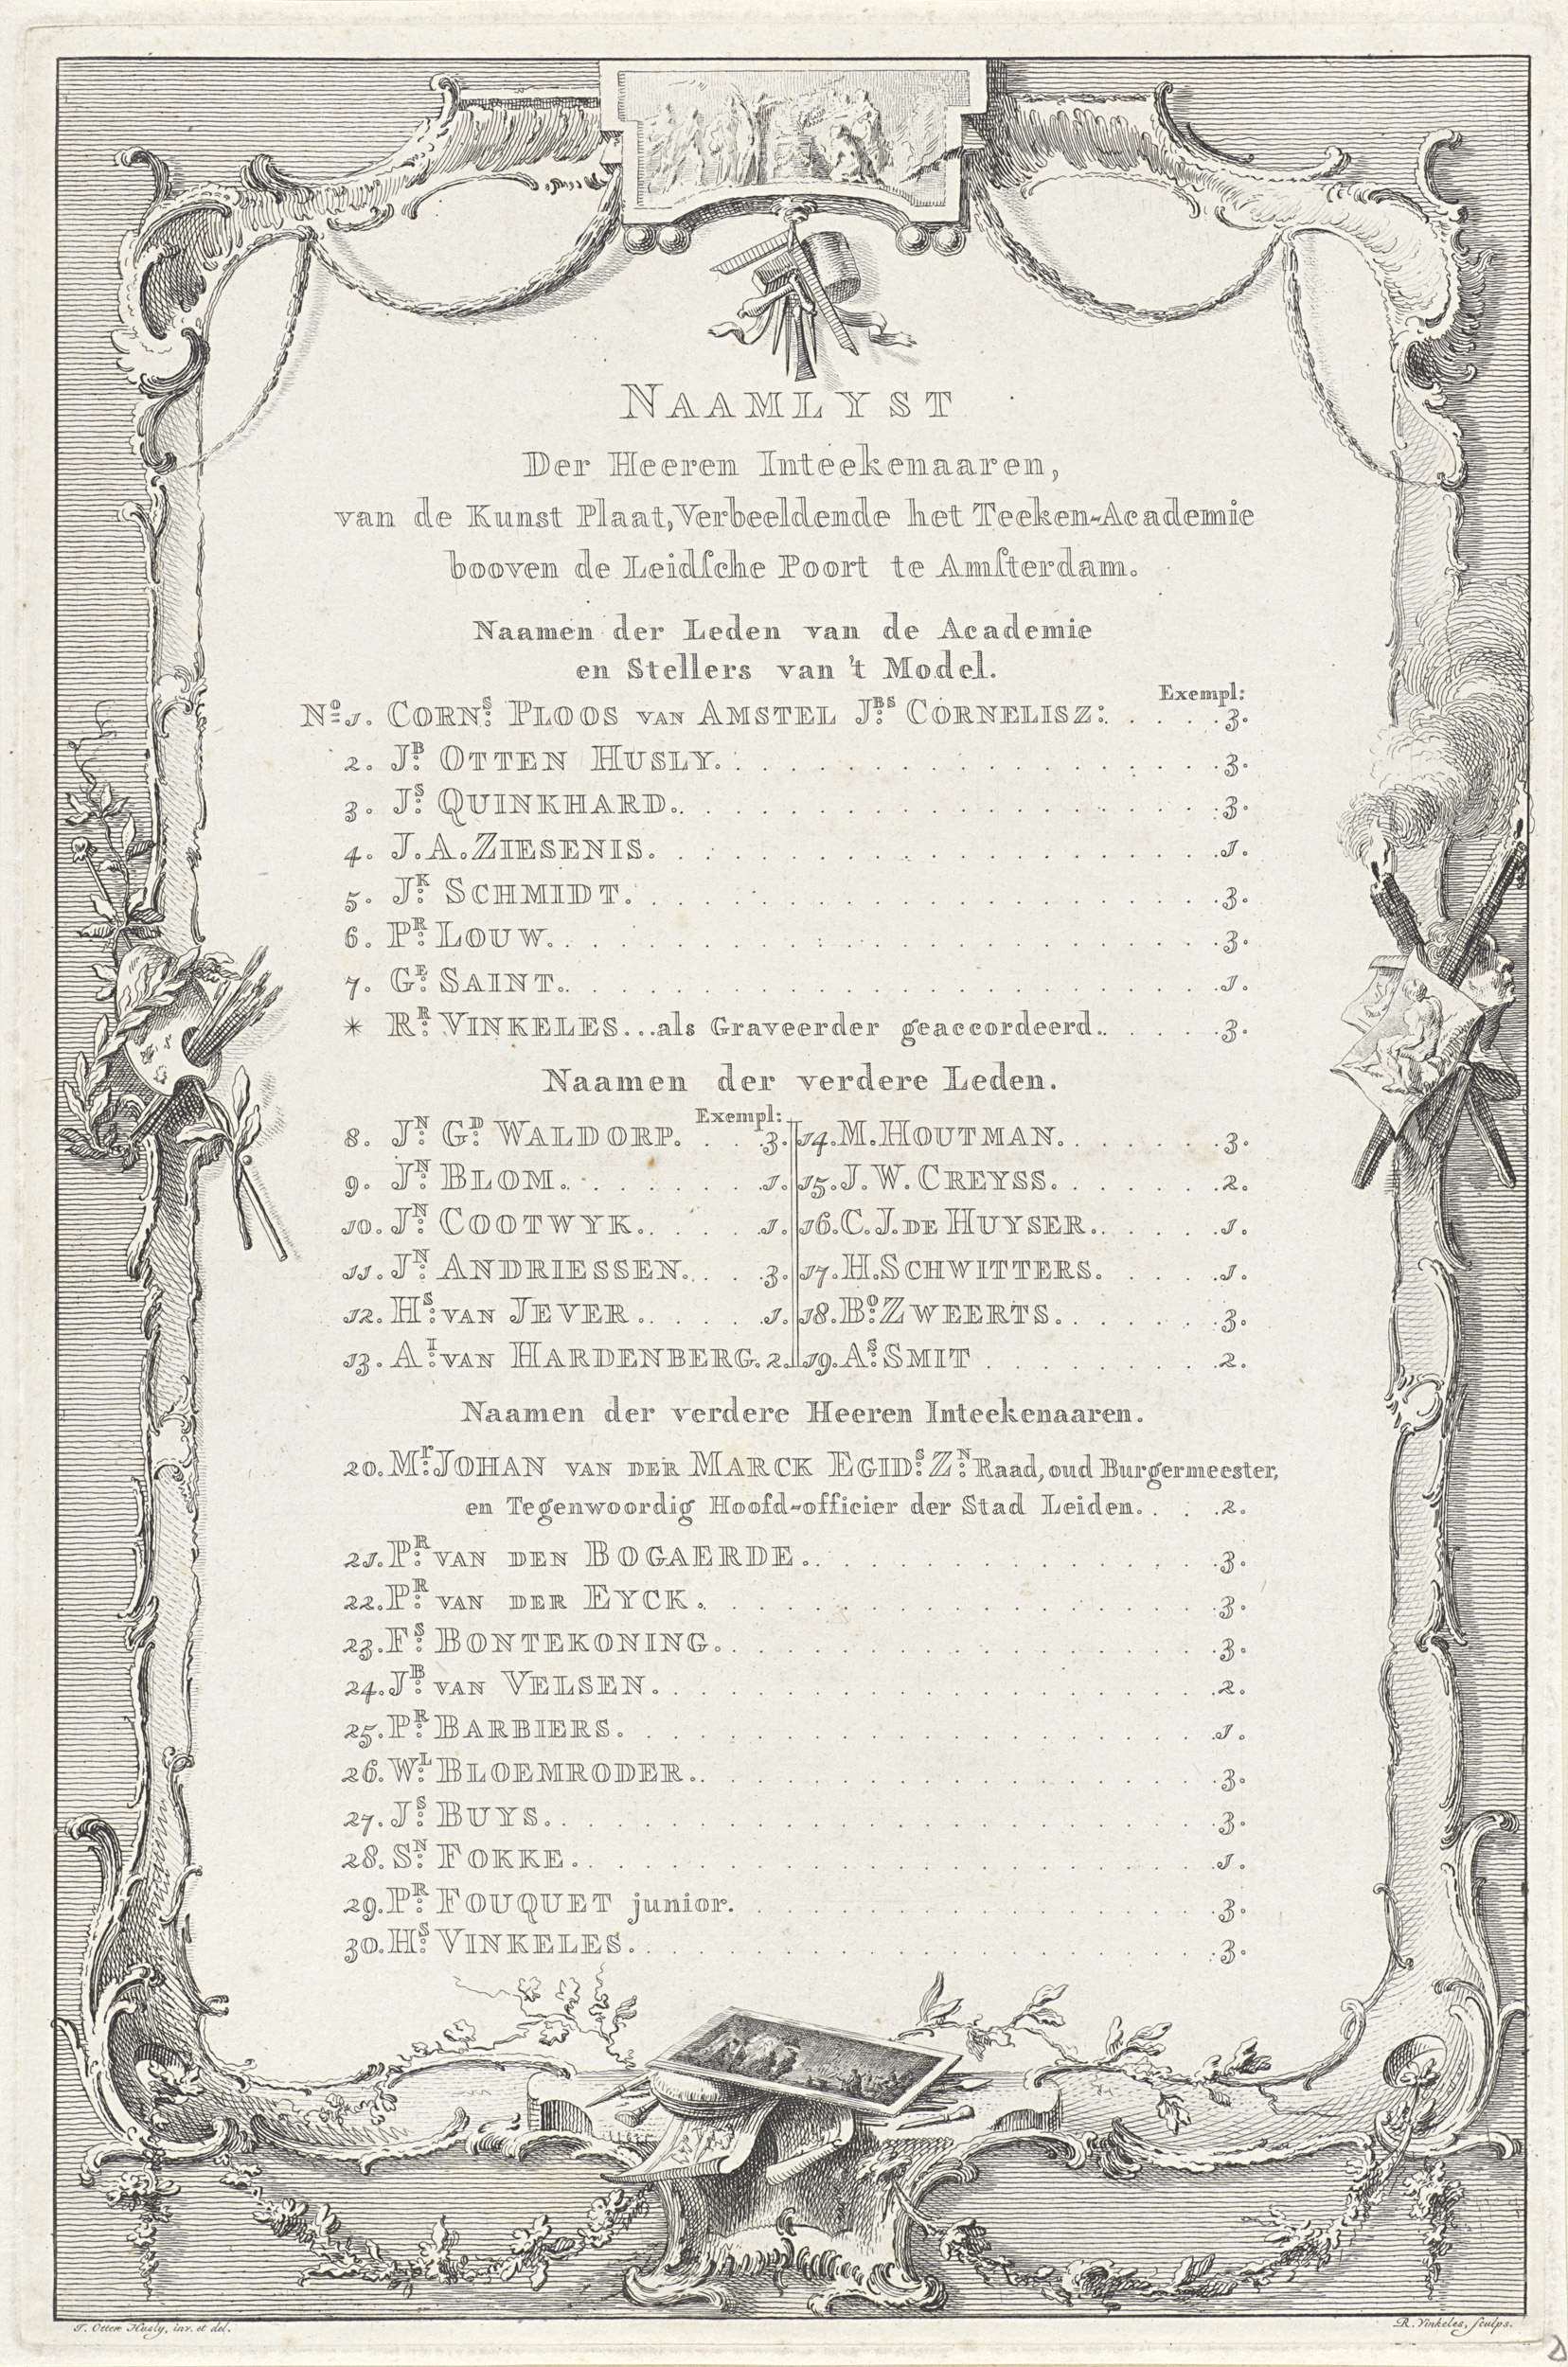 NAAMLYST
Der Heeren Inteekenaaren,
van de Kunst Plaat, Verbeeldende het Teeken-Academie
booven de Leidſche Poort te Amſterdam.
Naamen der Leden van de Academie
en Stellers van 't Model.
Exempl:
No 1. CORNS: PLOOS VAN AMSTEL JBS: CORNELISZ: . . . . 3.
2. JB: OTTEN HUSLY. . . . 3.
3. JS: QUINKHARD. . . . 3.
4. J. A. ZIESENIS. . . . 1.
5. JK: SCHMIDT. . . . 3.
6. PR: LOUW. . . . 3.
7. GE: SAINT. . . . 1.
* RR: VINKELES...als Graveerder geaccordeerd. . . . 3.
Naamen der verdere Leden.
Exempl:
8. JN: GD: WALDORP. . . 3.
9. JN: BLOM. . . . 1.
10. JN: COOTWYK. . . . 1.
11. JN: ANDRIESSEN. . . 3.
12. HS: VAN JEVER. . . . 1.
13. AI: VAN HARDENBERG. 2.
14. M. HOUTMAN. . . . 3.
15. J. W. CREYSS. . . . 2.
16. C. J. DE HUYSER. . . . 1.
17. H. SCHWITTERS. . . . 1.
18. BO: ZWEERTS. . . . 3.
19. AS: SMIT . . . . 2.
Naamen der verdere Heeren Inteekenaaren.
20. Mr: JOHAN VAN DER MARCK EGIDS: ZN: Raad, oud Burgermeester,
en Tegenwoordig Hoofd-officier der Stad Leiden. . . . 2.
21. PR: VAN DEN BOGAERDE. . . . 3.
22. PR: VAN DER EYCK. . . . 3.
23. FS: BONTEKONING. . . . 3.
24. JB: VAN VELSEN. . . . 2.
25. PR: BARBIERS. . . . 1.
26. WL: BLOEMRODER. . . . 3.
27. JS: BUYS. . . . 3.
28. SN: FOKKE. . . . 1.
29. PR: FOUQUET junior. . . . 3.
30. HS: VINKELES. . . . 3.
J. Otten Husly, inv. et del.
R. Vinkeles, ſculps.
2